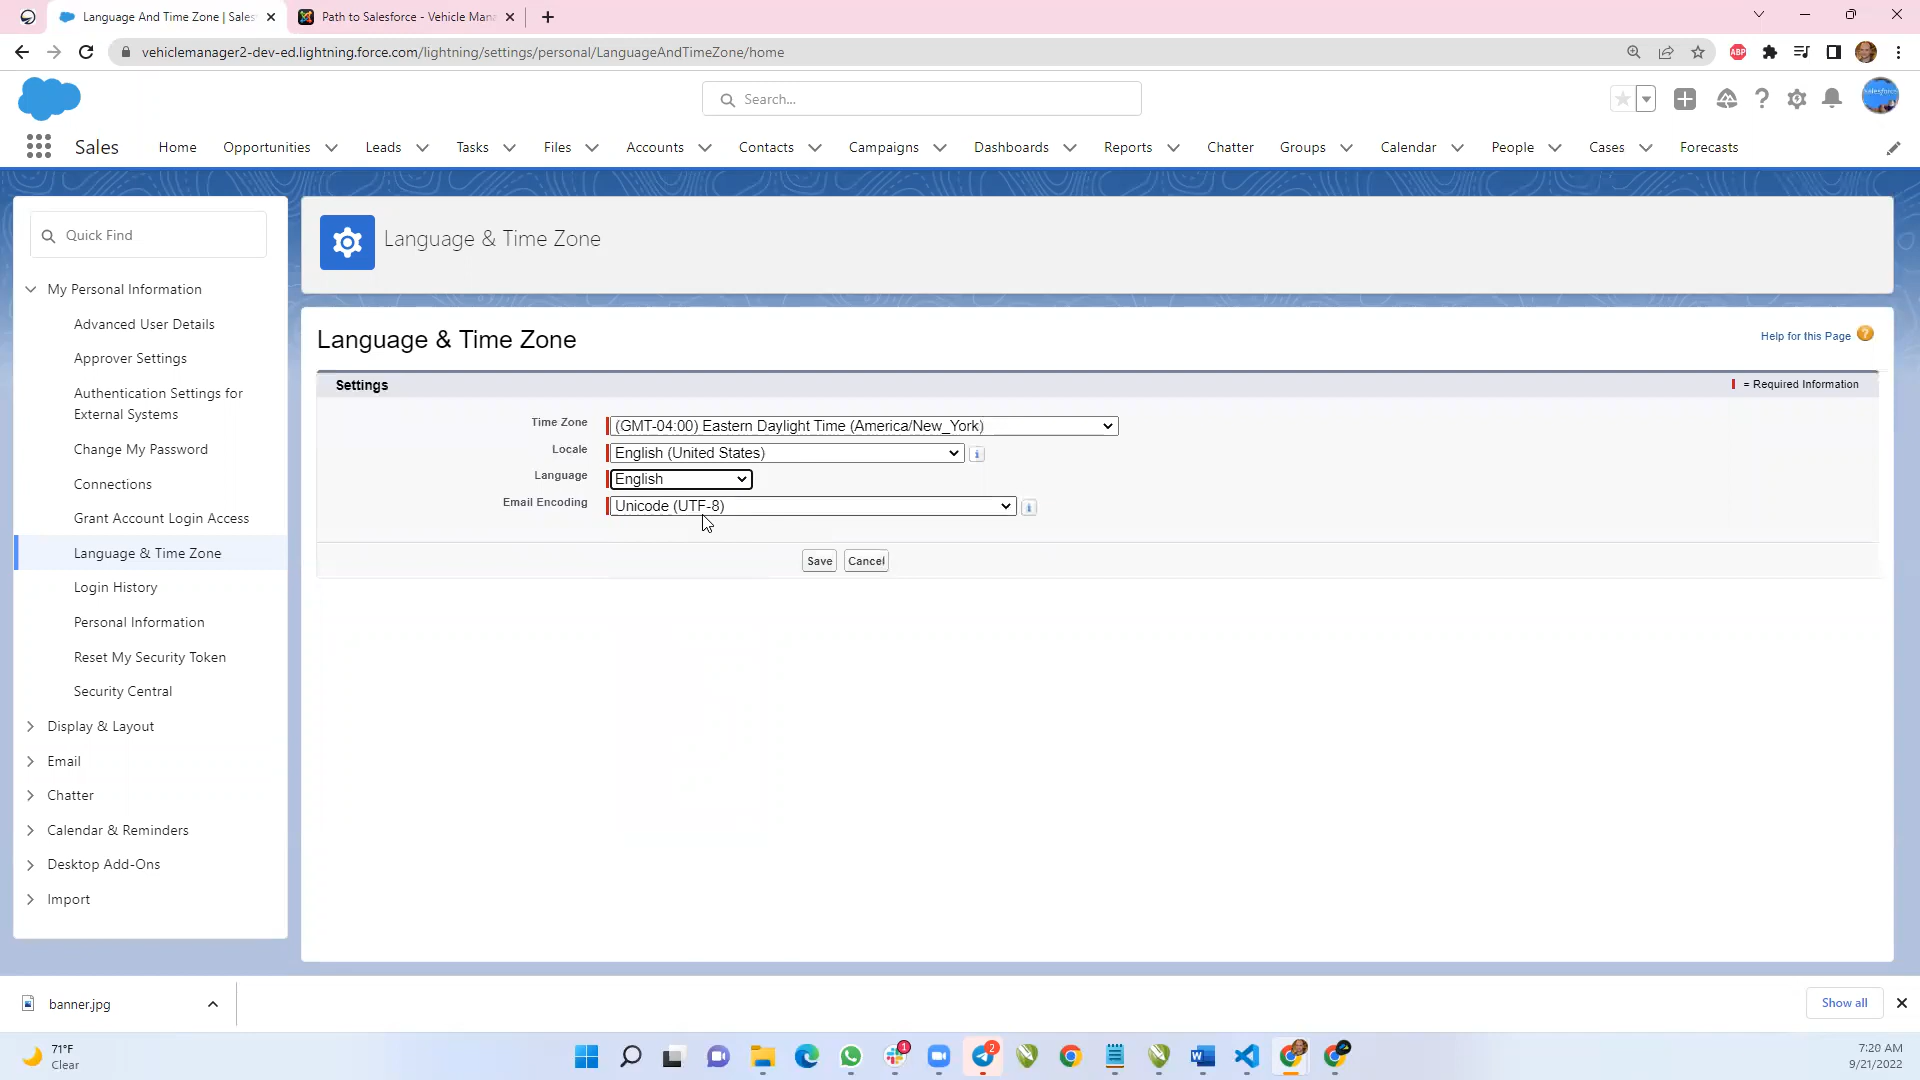 Language And Time Zone | Sales
Path to Salesforce - Vehicle Mana
vehiclemanager2-dev-ed.lightning.force.com/lightning/settings/personal/LanguageAndTimeZone/home
ABP
Search...
salesforce
Sales
Home
Opportunities
Leads
Tasks
Files
Accounts
Contacts
Campaigns
Dashboards
Reports
Chatter
Groups
Calendar
People
Cases
Forecasts
Quick Find
My Personal Information
Advanced User Details
Approver Settings
Authentication Settings for
External Systems
Change My Password
Connections
Grant Account Login Access
Language & Time Zone
Login History
Personal Information
Reset My Security Token
Security Central
Display & Layout
Email
Chatter
Calendar & Reminders
Desktop Add-Ons
Import
Language & Time Zone
Language & Time Zone
Help for this Page
Settings
= Required Information
Time Zone (GMT-04:00) Eastern Daylight Time (America/New_York)
Locale English (United States)
Language English
Email Encoding Unicode (UTF-8)
Save Cancel
banner.jpg
Show all
71°F
Clear
1
2
7:20 AM
9/21/2022